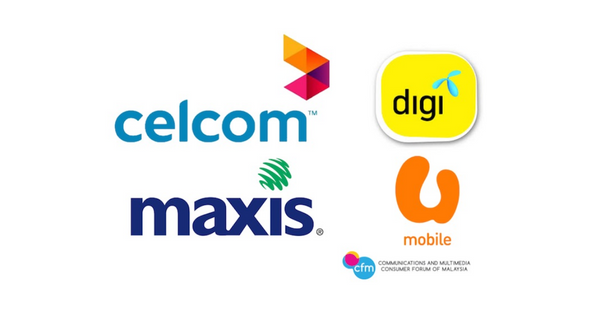 celcom™
digi
maxis®
u
mobile
cfm
COMMUNICATIONS AND MULTIMEDIA
CONSUMER FORUM OF MALAYSIA